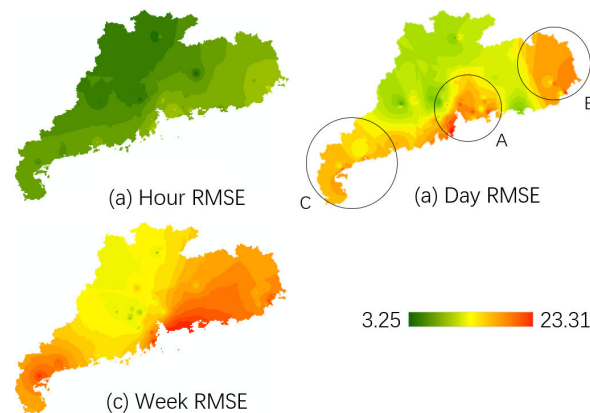 B
A
C
(a) Hour RMSE
(a) Day RMSE
3.25
23.31
(c) Week RMSE